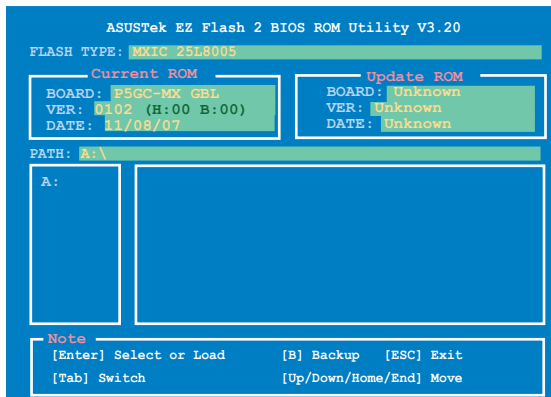 ASUSTek EZ Flash 2 BIOS ROM Utility V3.20
FLASH TYPE: MXIC 25L8005
Current ROM
BOARD: P5GC-MX GBL
VER: 0102 (H:00 B:00)
DATE: 11/08/07
Update ROM
BOARD: Unknown
VER: Unknown
DATE: Unknown
PATH: A:\
A:
Note
[Enter] Select or Load [B] Backup [ESC] Exit
[Tab] Switch [Up/Down/Home/End] Move